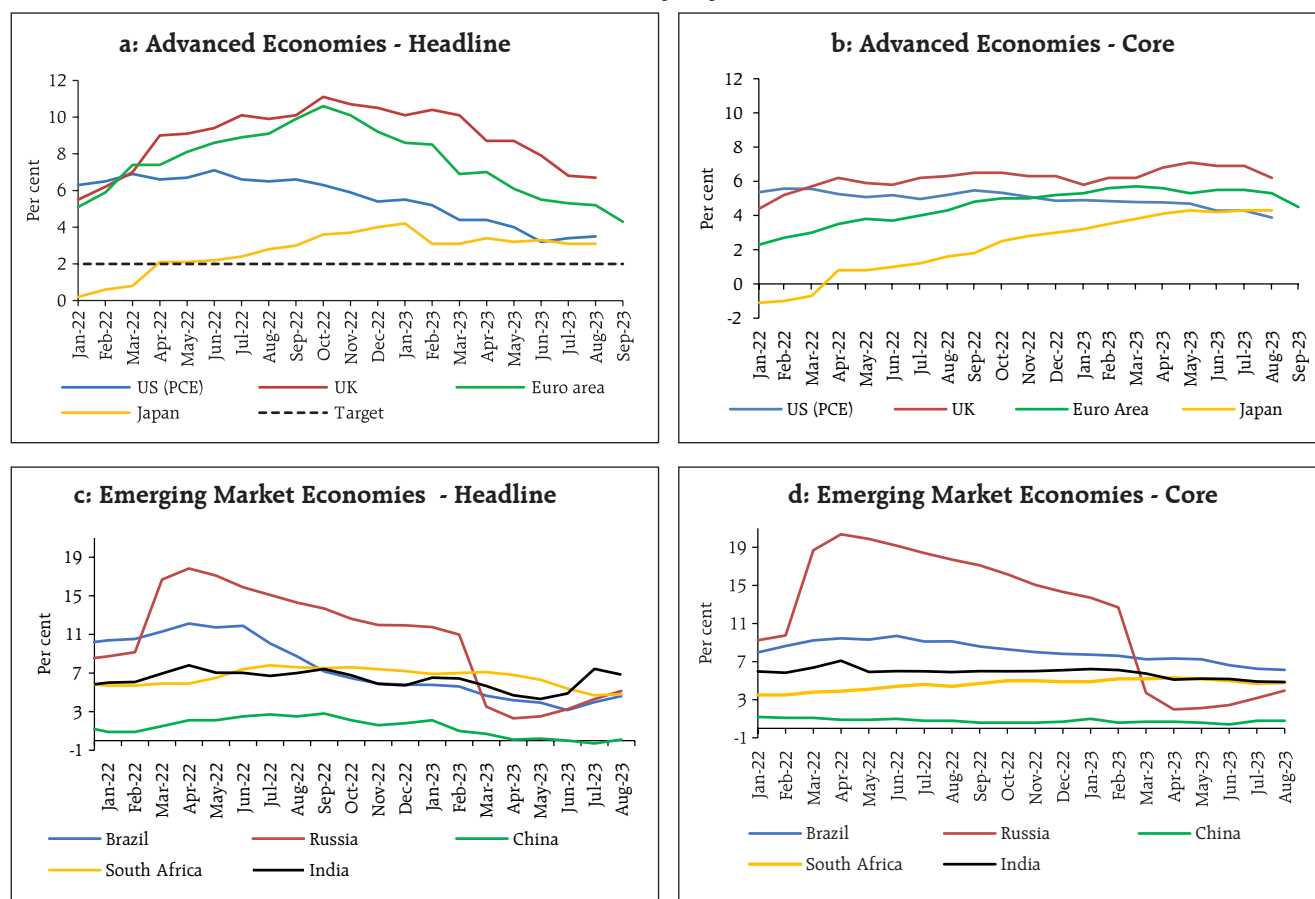 a: Advanced Economies - Headline
Per cent
12
10
8
6
4
2
0
Jan-22
Feb-22
Mar-22
Apr-22
May-22
Jun-22
Jul-22
Aug-22
Sep-22
Oct-22
Nov-22
Dec-22
Jan-23
Feb-23
Mar-23
Apr-23
May-23
Jun-23
Jul-23
Aug-23
Sep-23
US (PCE) UK Euro area
Japan Target
b: Advanced Economies - Core
Per cent
12
10
8
6
4
2
0
-2
Jan-22
Feb-22
Mar-22
Apr-22
May-22
Jun-22
Jul-22
Aug-22
Sep-22
Oct-22
Nov-22
Dec-22
Jan-23
Feb-23
Mar-23
Apr-23
May-23
Jun-23
Jul-23
Aug-23
Sep-23
US (PCE) UK Euro Area Japan
c: Emerging Market Economies - Headline
Per cent
19
15
11
7
3
-1
Jan-22
Feb-22
Mar-22
Apr-22
May-22
Jun-22
Jul-22
Aug-22
Sep-22
Oct-22
Nov-22
Dec-22
Jan-23
Feb-23
Mar-23
Apr-23
May-23
Jun-23
Jul-23
Aug-23
Brazil Russia China
South Africa India
d: Emerging Market Economies - Core
Per cent
19
15
11
7
3
-1
Jan-22
Feb-22
Mar-22
Apr-22
May-22
Jun-22
Jul-22
Aug-22
Sep-22
Oct-22
Nov-22
Dec-22
Jan-23
Feb-23
Mar-23
Apr-23
May-23
Jun-23
Jul-23
Aug-23
Brazil Russia China
South Africa India